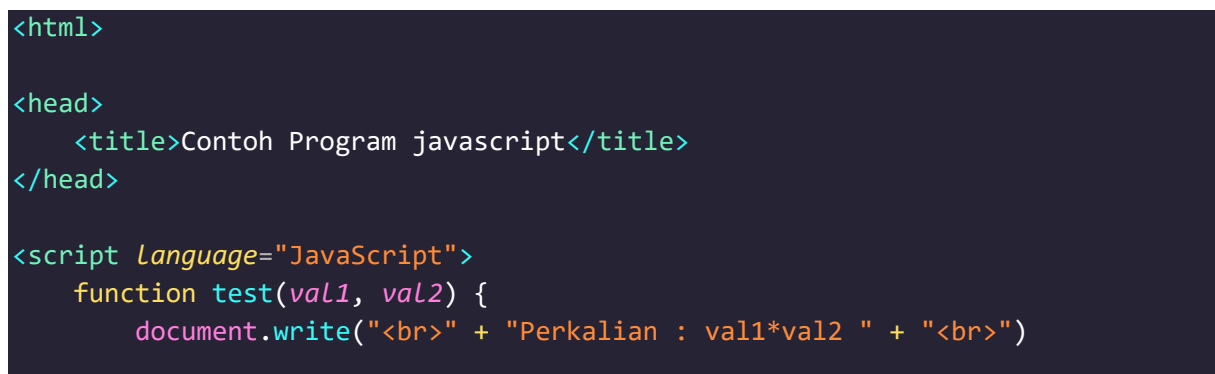 <html>
<head>
<title>Contoh Program javascript</title>
</head>
<script language="JavaScript">
function test(val1, val2) {
document.write("<br>" + "Perkalian : val1*val2 " + "<br>")